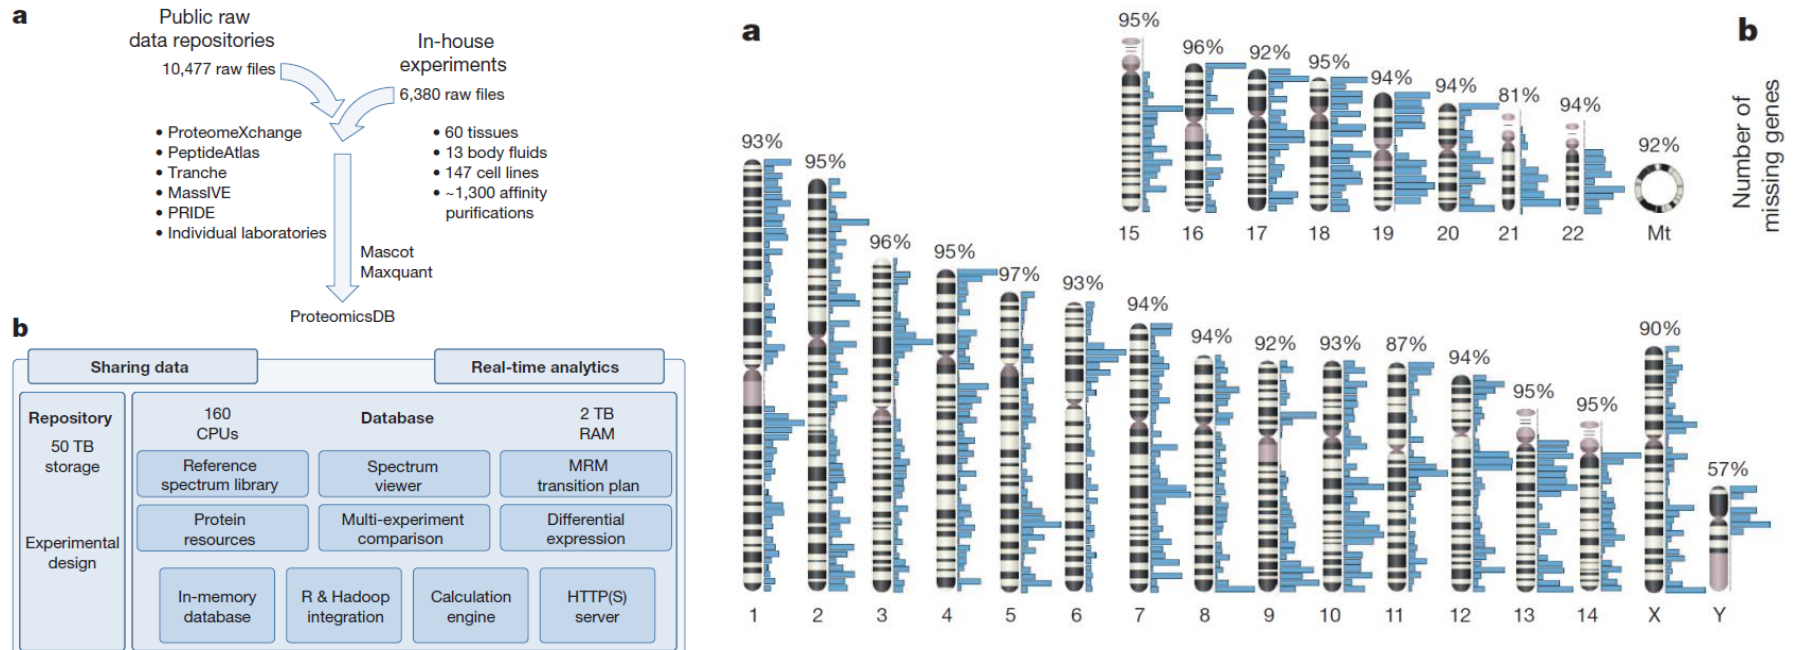 a
Public raw
data repositories
10,477 raw files
In-house
experiments
6,380 raw files
• ProteomeXchange
• PeptideAtlas
• Tranche
• MassIVE
• PRIDE
• Individual laboratories
• 60 tissues
• 13 body fluids
• 147 cell lines
• ~1,300 affinity
purifications
Mascot
Maxquant
ProteomicsDB
b
Sharing data
Real-time analytics
Repository
50 TB
storage
Experimental
design
160
CPUs
Database
2 TB
RAM
Reference
spectrum library
Spectrum
viewer
MRM
transition plan
Protein
resources
Multi-experiment
comparison
Differential
expression
In-memory
database
R & Hadoop
integration
Calculation
engine
HTTP(S)
server
a
95%
96%
92%
95%
94%
94%
81%
94%
92%
15
16
17
18
19
20
21
22
Mt
93%
95%
96%
95%
97%
93%
94%
94%
92%
93%
87%
94%
95%
95%
90%
57%
1
2
3
4
5
6
7
8
9
10
11
12
13
14
X
Y
b
Number of
missing genes